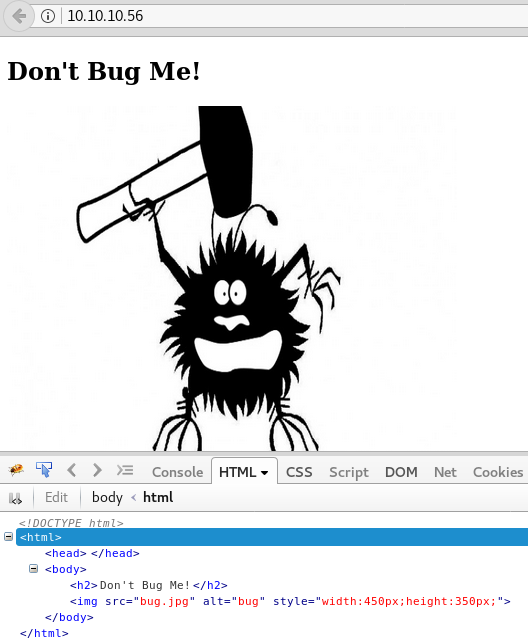 10.10.10.56
Don't Bug Me!
Console HTML CSS Script DOM Net Cookies
Edit body < html
<!DOCTYPE html>
<html>
<head> </head>
<body>
<h2> Don't Bug Me! </h2>
<img src="bug.jpg" alt="bug" style="width:450px;height:350px;">
</body>
</html>